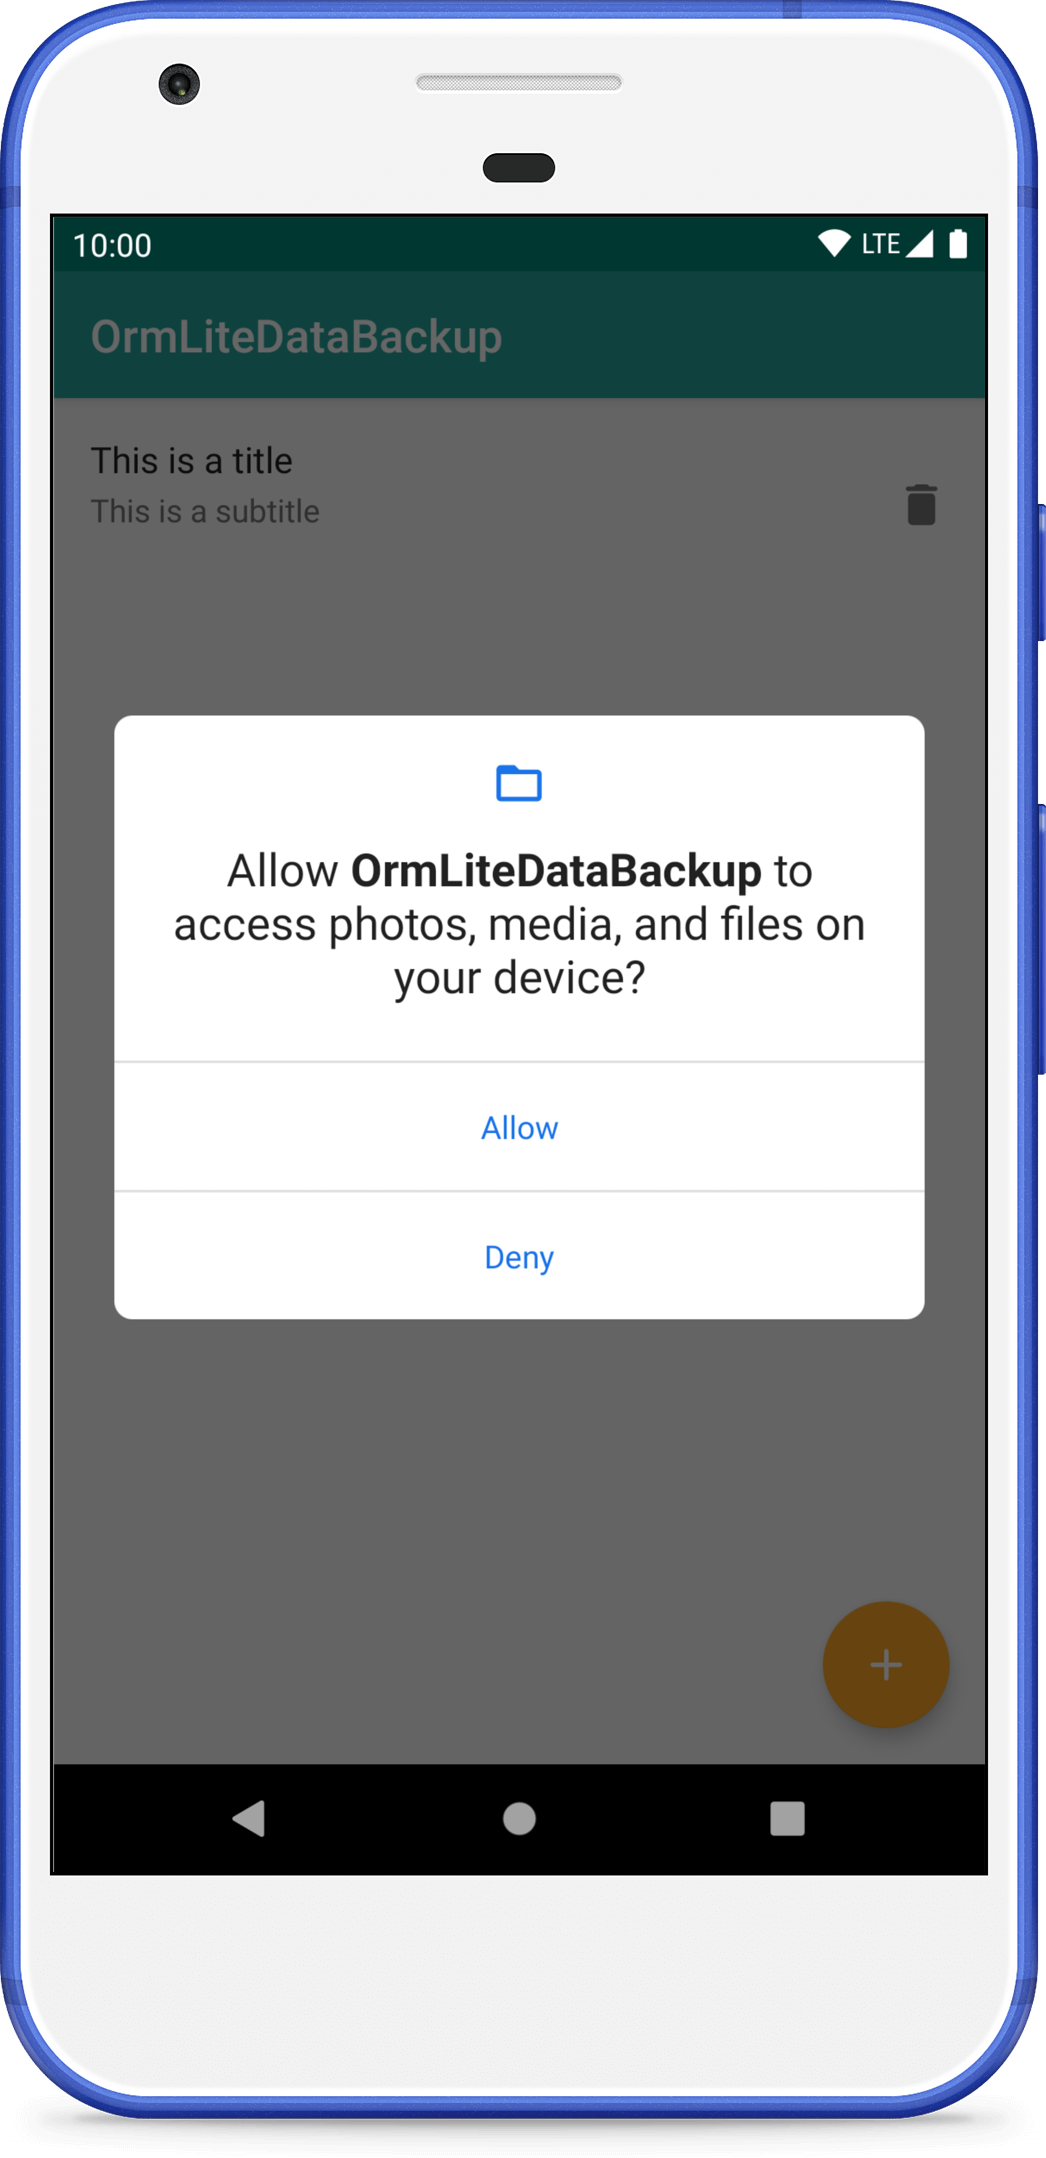 10:00 LTE
OrmLiteDataBackup
This is a title
This is a subtitle
Allow OrmLiteDataBackup to
access photos, media, and files on
your device?
Allow
Deny